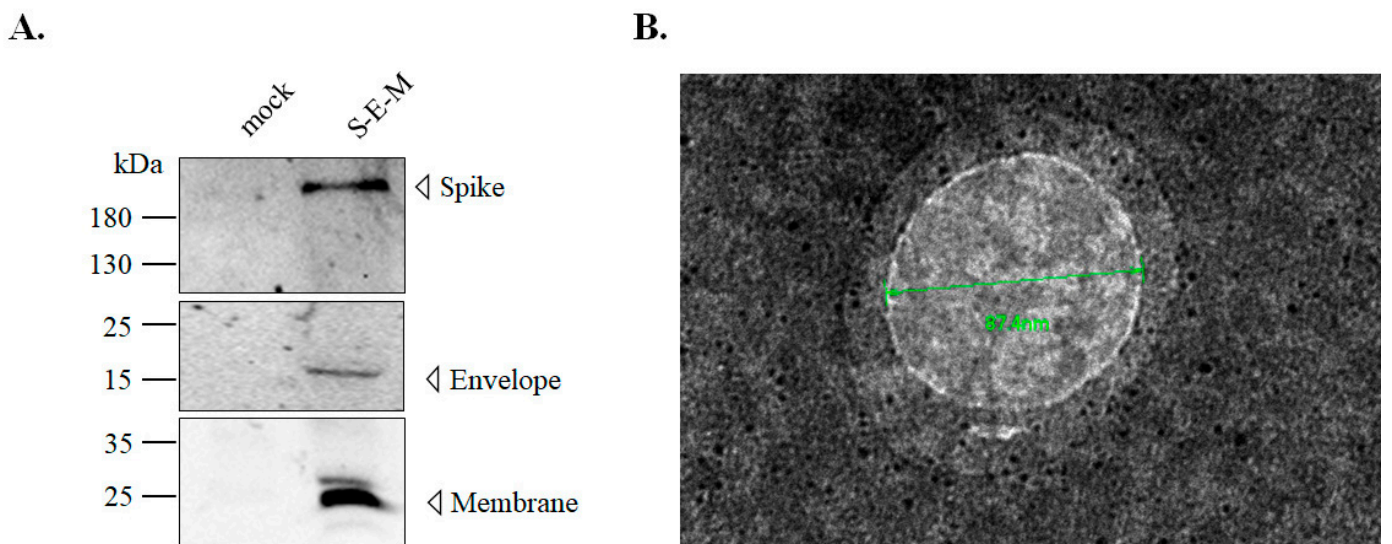 A.
B.
mock
S-E-M
kDa
Spike
180
130
25
15
Envelope
35
25
Membrane
87.4nm